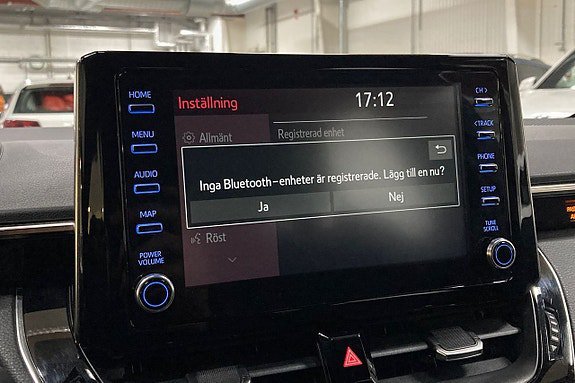 HOME
MENU
AUDIO
MAP
POWER
VOLUME
Inställning
17:12
Allmänt
Registrerad enhet
Inga Bluetooth-enheter är registrerade. Lägg till en nu?
Ja
Nej
Röst
CH >
< TRACK
PHONE
SETUP
TUNE
SCROLL